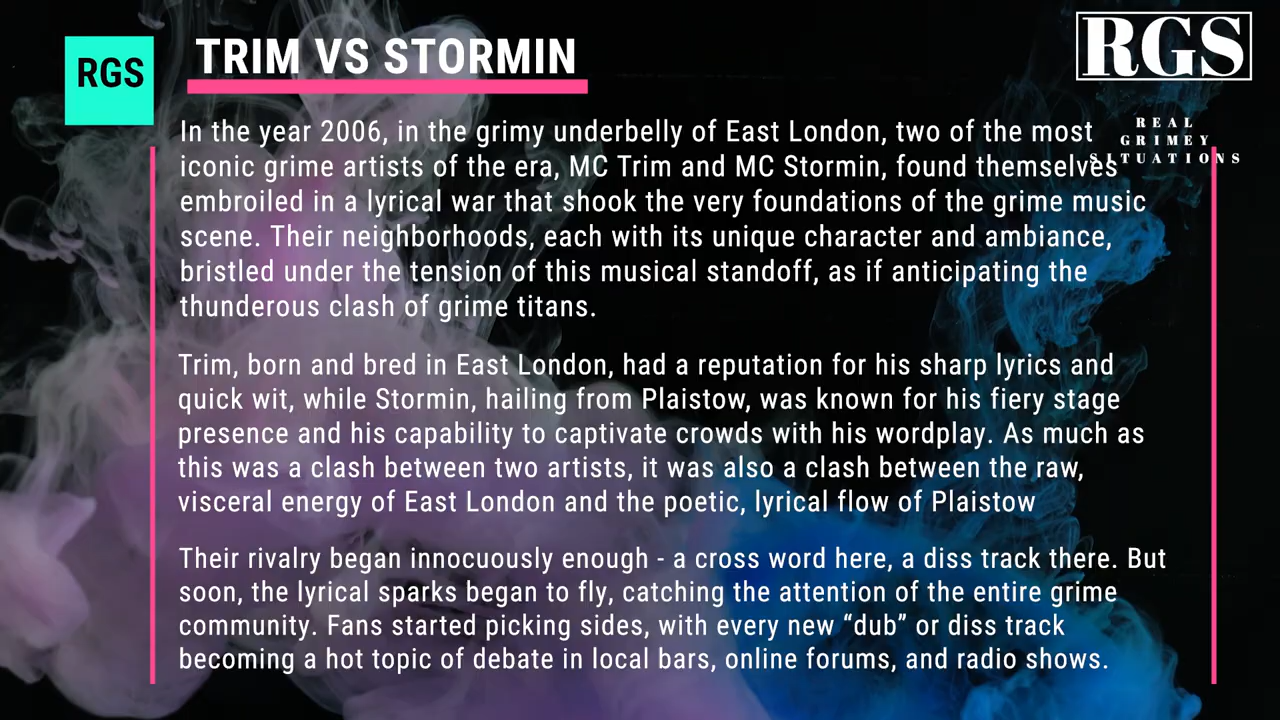 RGS
TRIM VS STORMIN
RGS
REAL
GRIMEY
SITUATIONS
In the year 2006, in the grimy underbelly of East London, two of the most
iconic grime artists of the era, MC Trim and MC Stormin, found themselves
embroiled in a lyrical war that shook the very foundations of the grime music
scene. Their neighborhoods, each with its unique character and ambiance,
bristled under the tension of this musical standoff, as if anticipating the
thunderous clash of grime titans.
Trim, born and bred in East London, had a reputation for his sharp lyrics and
quick wit, while Stormin, hailing from Plaistow, was known for his fiery stage
presence and his capability to captivate crowds with his wordplay. As much as
this was a clash between two artists, it was also a clash between the raw,
visceral energy of East London and the poetic, lyrical flow of Plaistow
Their rivalry began innocuously enough - a cross word here, a diss track there. But
soon, the lyrical sparks began to fly, catching the attention of the entire grime
community. Fans started picking sides, with every new “dub” or diss track
becoming a hot topic of debate in local bars, online forums, and radio shows.